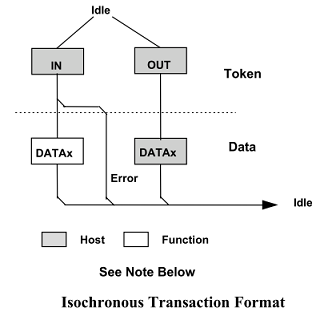 Idle
IN OUT
Token
DATAx DATAx
Data
Error
Idle
Host Function
See Note Below
Isochronous Transaction Format